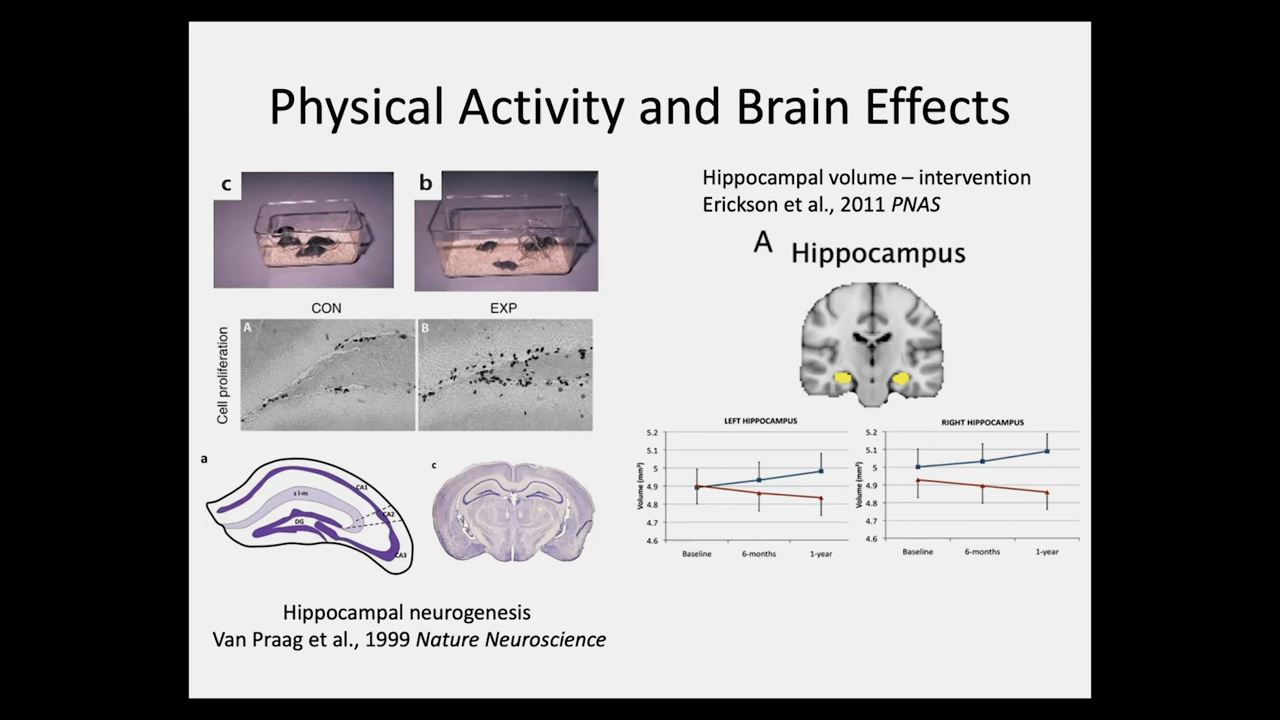 Physical Activity and Brain Effects
c
b
CON
EXP
Cell proliferation
A
B
a
CA1
s l-m
CA2
DG
CA3
c
Hippocampal neurogenesis
Van Praag et al., 1999 Nature Neuroscience
Hippocampal volume – intervention
Erickson et al., 2011 PNAS
A
Hippocampus
LEFT HIPPOCAMPUS
Volume (mm³)
5.2
5.1
5
4.9
4.8
4.7
4.6
Baseline
6-months
1-year
RIGHT HIPPOCAMPUS
Volume (mm³)
5.2
5.1
5
4.9
4.8
4.7
4.6
Baseline
6-months
1-year